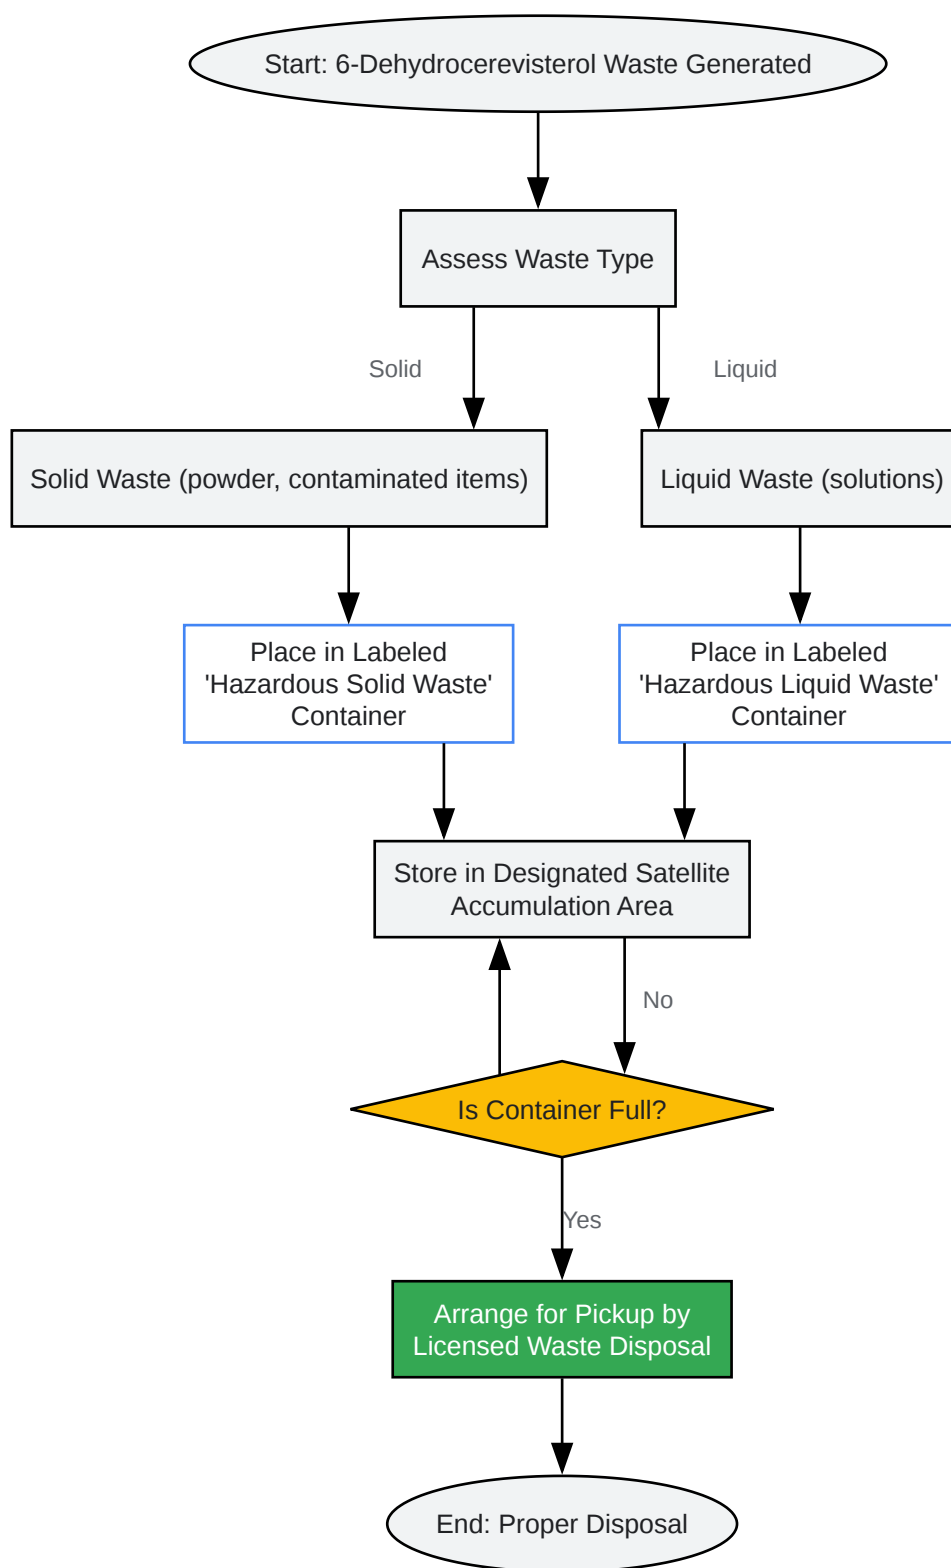 Start: 6-Dehydrocerevisterol Waste Generated
Assess Waste Type
Solid
Liquid
Solid Waste (powder, contaminated items)
Liquid Waste (solutions)
Place in Labeled
'Hazardous Solid Waste'
Container
Place in Labeled
'Hazardous Liquid Waste'
Container
Store in Designated Satellite
Accumulation Area
No
Is Container Full?
Yes
Arrange for Pickup by
Licensed Waste Disposal
End: Proper Disposal